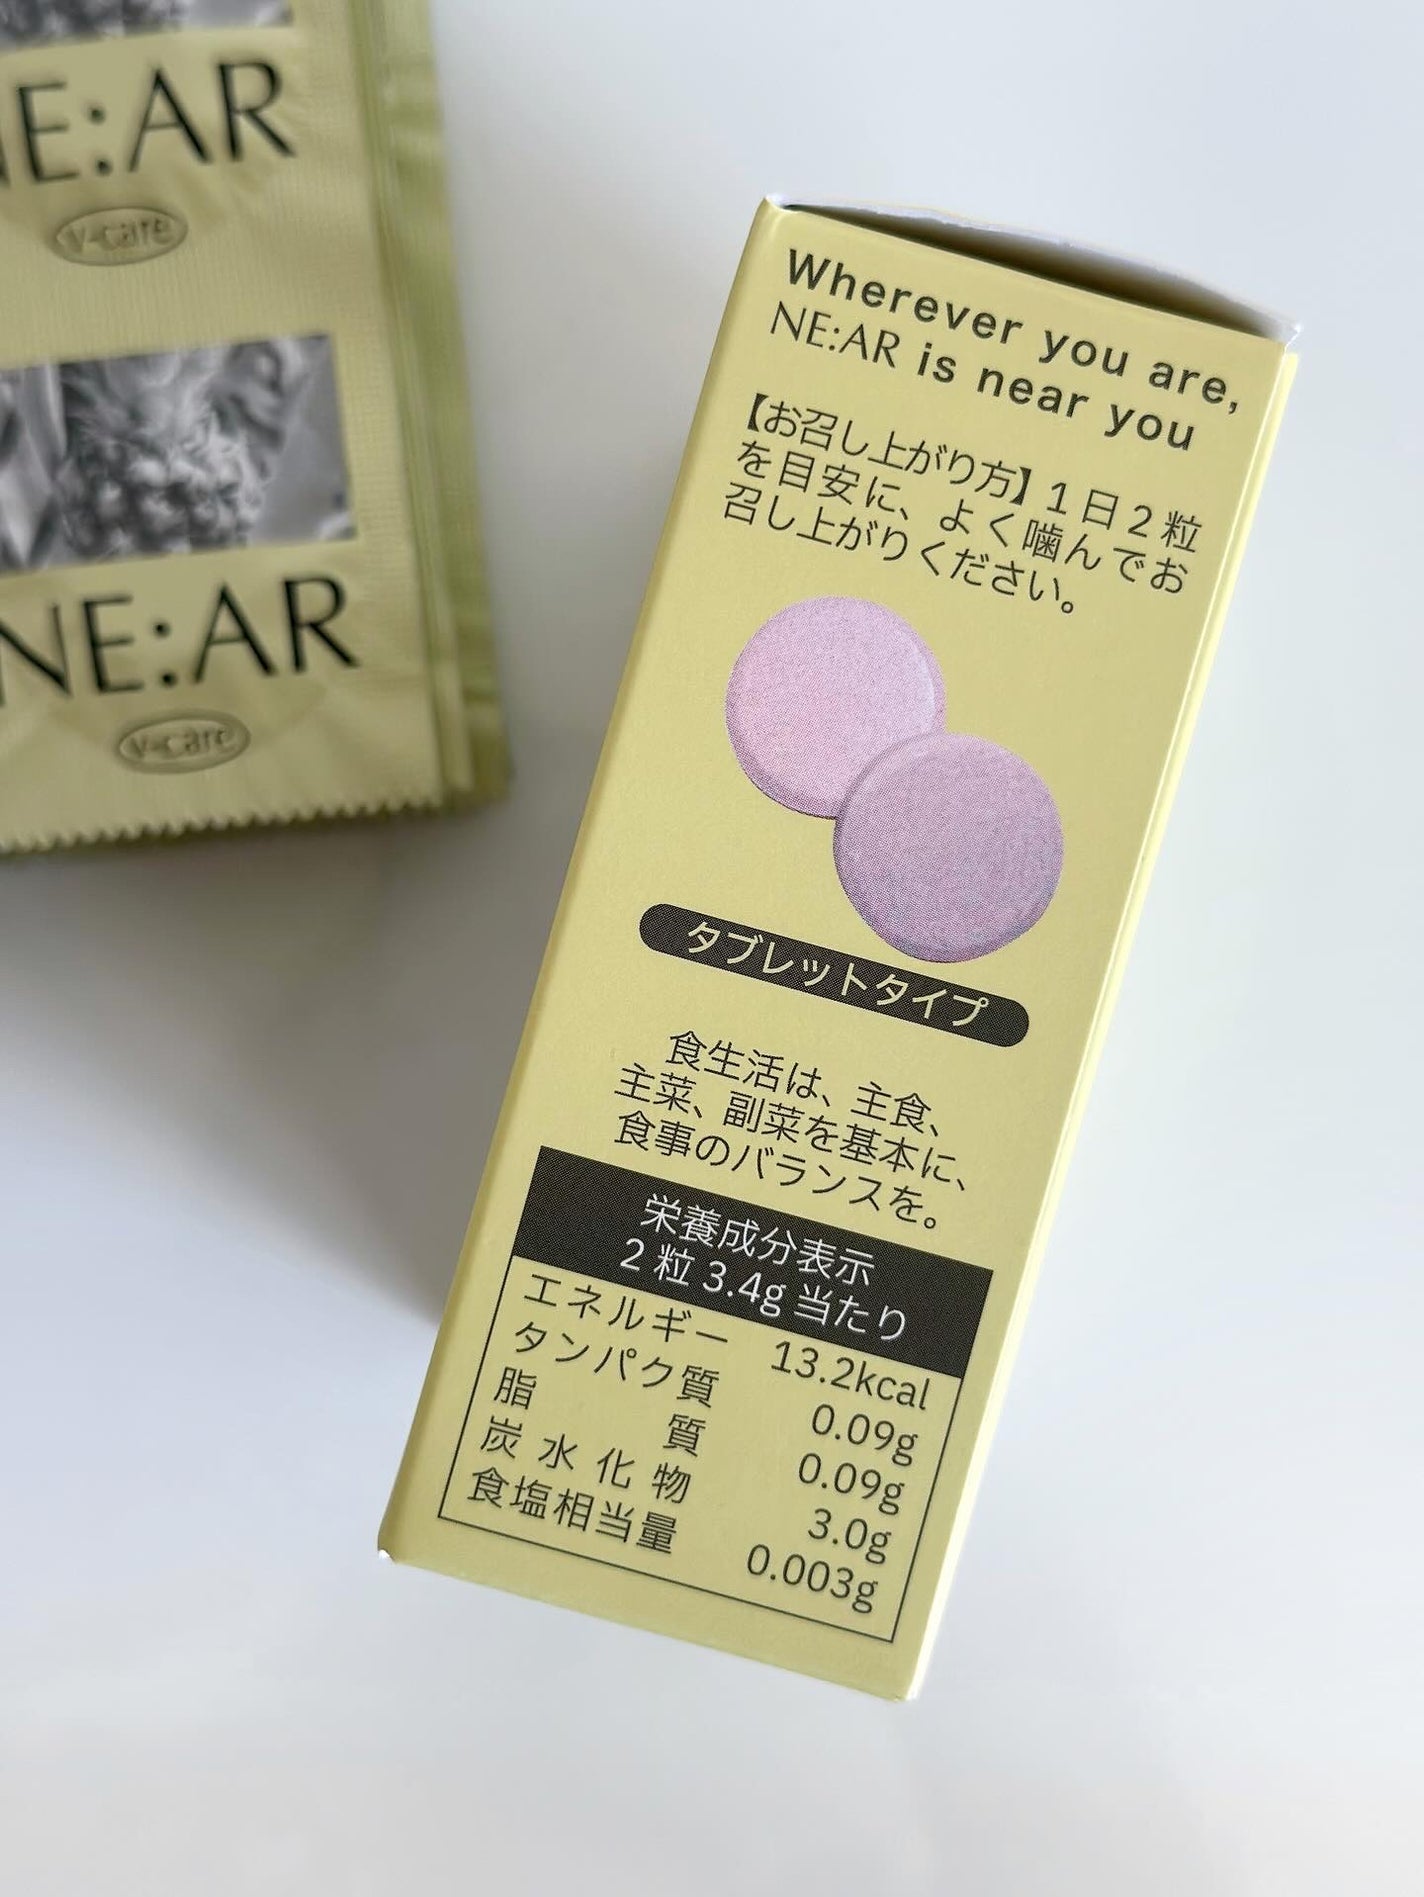 NE:AR
v-care
NE:AR
v-care
Wherever you are,
NE:AR is near you
【お召し上がり方】1日2粒
を目安に、よく噛んでお
召し上がりください。
タブレットタイプ
食生活は、主食、
主菜、副菜を基本に、
食事のバランスを。
栄養成分表示
2粒3.4g当たり
エネルギー 13.2kcal
タンパク質 0.09g
脂質 0.09g
炭水化物 3.0g
食塩相当量 0.003g